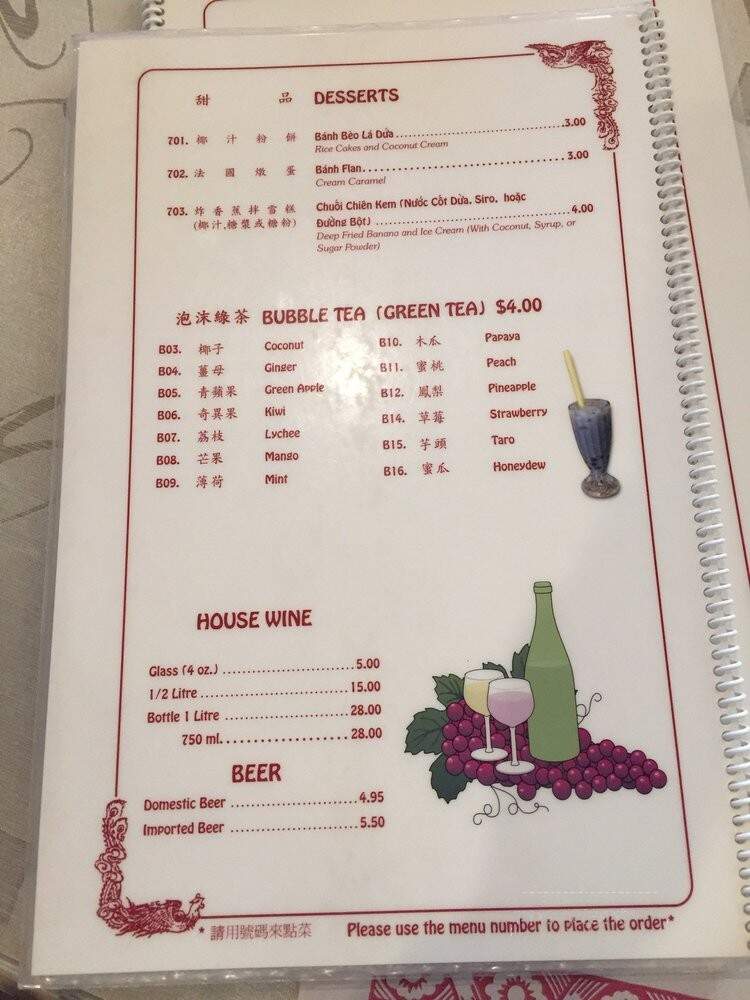 甜 品 DESSERTS
701. 椰 汁 粉 餅 Bánh Bèo Lá Dứa 3.00
Rice Cakes and Coconut Cream
702. 法 國 燉 蛋 Bánh Flan 3.00
Cream Caramel
703. 炸 香 蕉 拌 雪 糕 Chuối Chiên Kem (Nước Cốt Dừa, Siro, hoặc
(椰汁,糖漿或糖粉) Đường Bột) 4.00
Deep Fried Banana and Ice Cream (With Coconut, Syrup, or
Sugar Powder)
泡沫綠茶 BUBBLE TEA (GREEN TEA) $4.00
B03. 椰子 Coconut
B04. 薑母 Ginger
B05. 青蘋果 Green Apple
B06. 奇異果 Kiwi
B07. 荔枝 Lychee
B08. 芒果 Mango
B09. 薄荷 Mint
B10. 木瓜 Papaya
B11. 蜜桃 Peach
B12. 鳳梨 Pineapple
B14. 草莓 Strawberry
B15. 芋頭 Taro
B16. 蜜瓜 Honeydew
HOUSE WINE
Glass (4 oz.) 5.00
1/2 Litre 15.00
Bottle 1 Litre 28.00
750 ml. 28.00
BEER
Domestic Beer 4.95
Imported Beer 5.50
* 請用號碼來點菜 Please use the menu number to place the order*